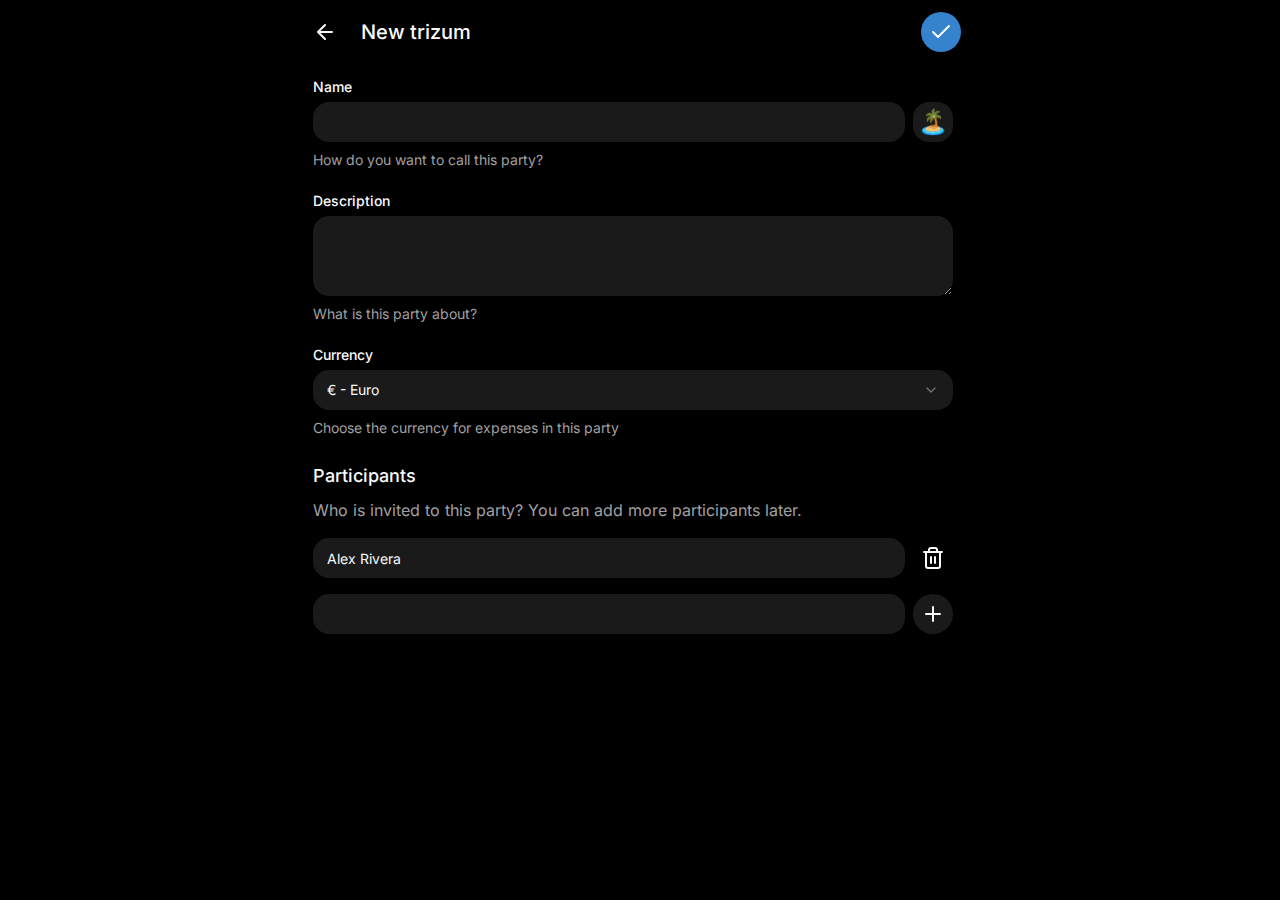 New trizum
Name
How do you want to call this party?
Description
What is this party about?
Currency
€ - Euro
Choose the currency for expenses in this party
Participants
Who is invited to this party? You can add more participants later.
Alex Rivera